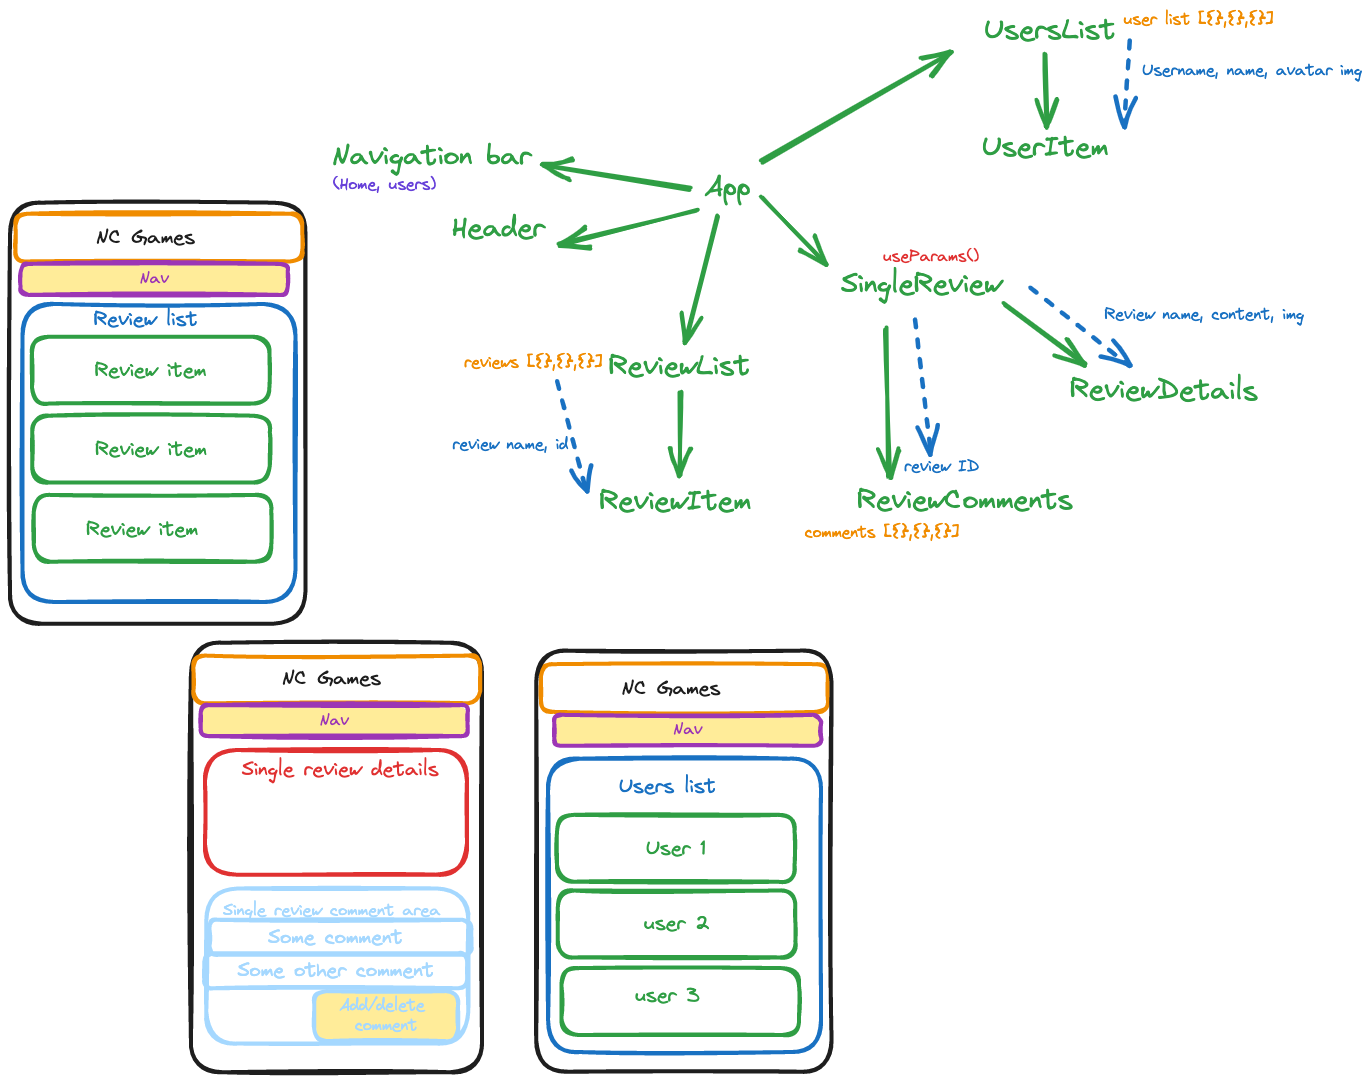 UsersList
user list [{},{},{}]
Username, name, avatar img
UserItem
Navigation bar
(Home, users)
App
Header
useParams()
SingleReview
Review name, content, img
reviews [{},{},{}]
ReviewList
ReviewDetails
review name, id
review ID
ReviewItem
ReviewComments
comments [{},{},{}]
NC Games
Nav
Review list
Review item
Review item
Review item
NC Games
Nav
Single review details
Single review comment area
Some comment
Some other comment
Add/delete
comment
NC Games
Nav
Users list
User 1
user 2
user 3